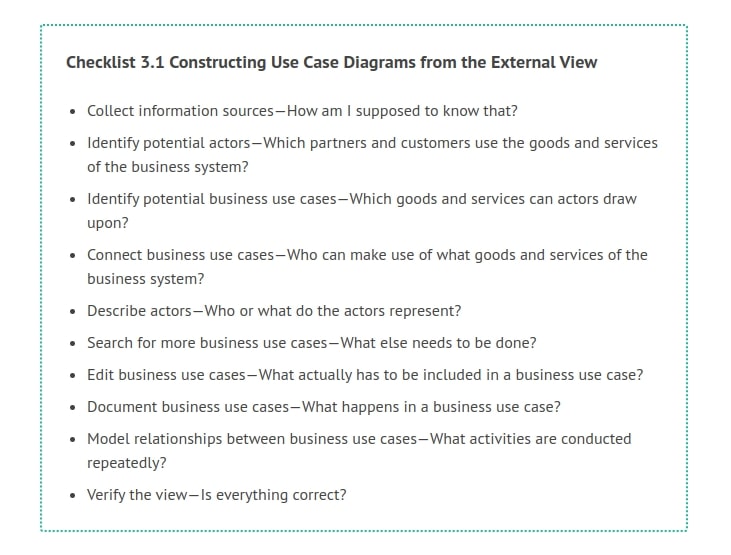 Checklist 3.1 Constructing Use Case Diagrams from the External View
• Collect information sources—How am I supposed to know that?
• Identify potential actors—Which partners and customers use the goods and services
of the business system?
• Identify potential business use cases—Which goods and services can actors draw
upon?
• Connect business use cases—Who can make use of what goods and services of the
business system?
• Describe actors—Who or what do the actors represent?
• Search for more business use cases—What else needs to be done?
• Edit business use cases—What actually has to be included in a business use case?
• Document business use cases—What happens in a business use case?
• Model relationships between business use cases—What activities are conducted
repeatedly?
• Verify the view—Is everything correct?